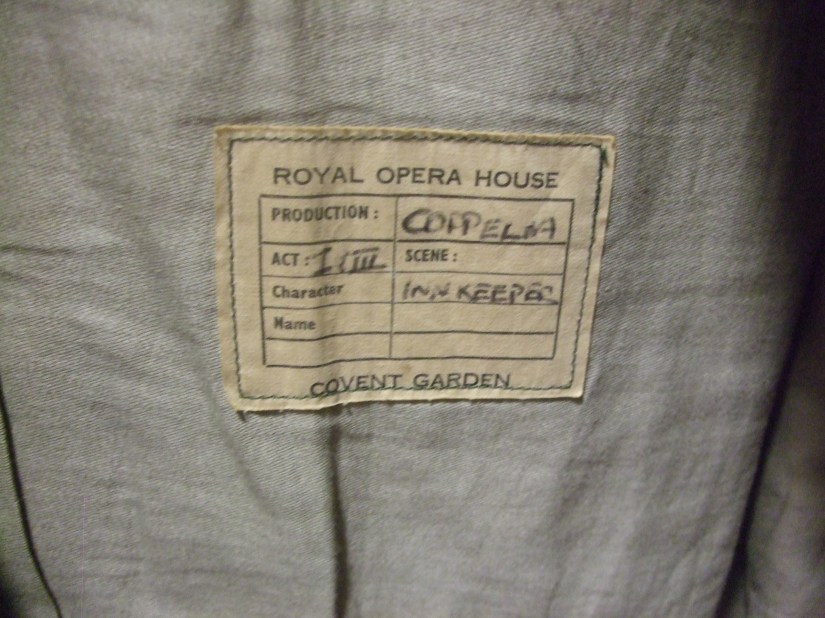 ROYAL OPERA HOUSE
PRODUCTION: COPPELIA
ACT: I & III SCENE:
Character INN KEEPER
Name
COVENT GARDEN